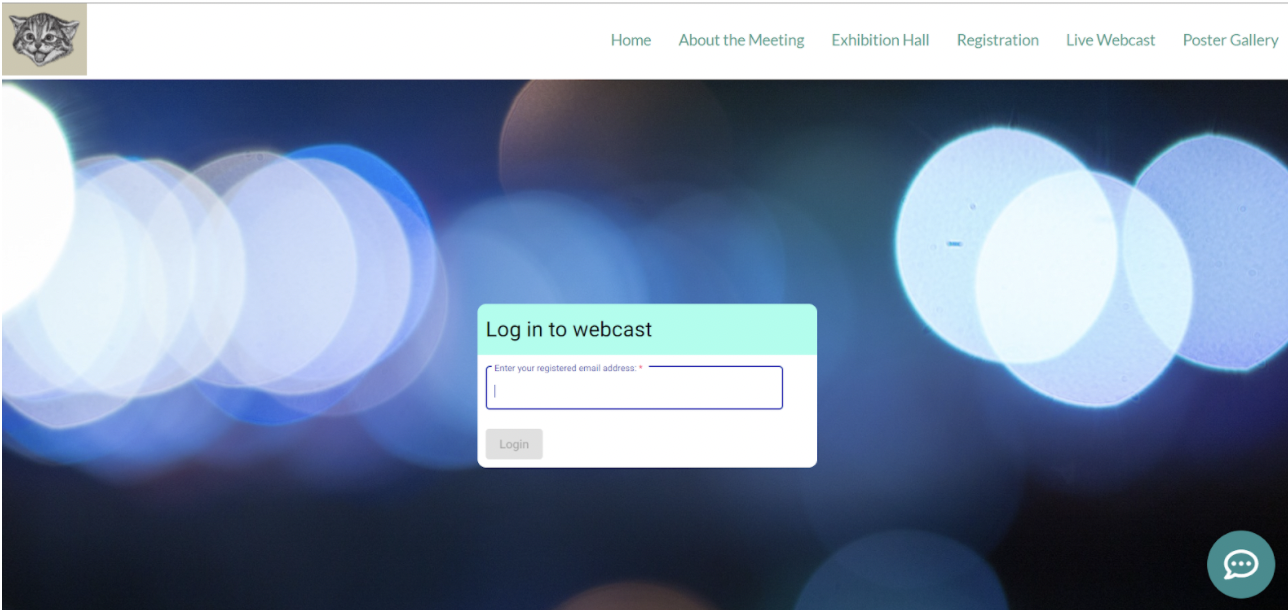 Home About the Meeting Exhibition Hall Registration Live Webcast Poster Gallery
Log in to webcast
Enter your registered email address: *
Login